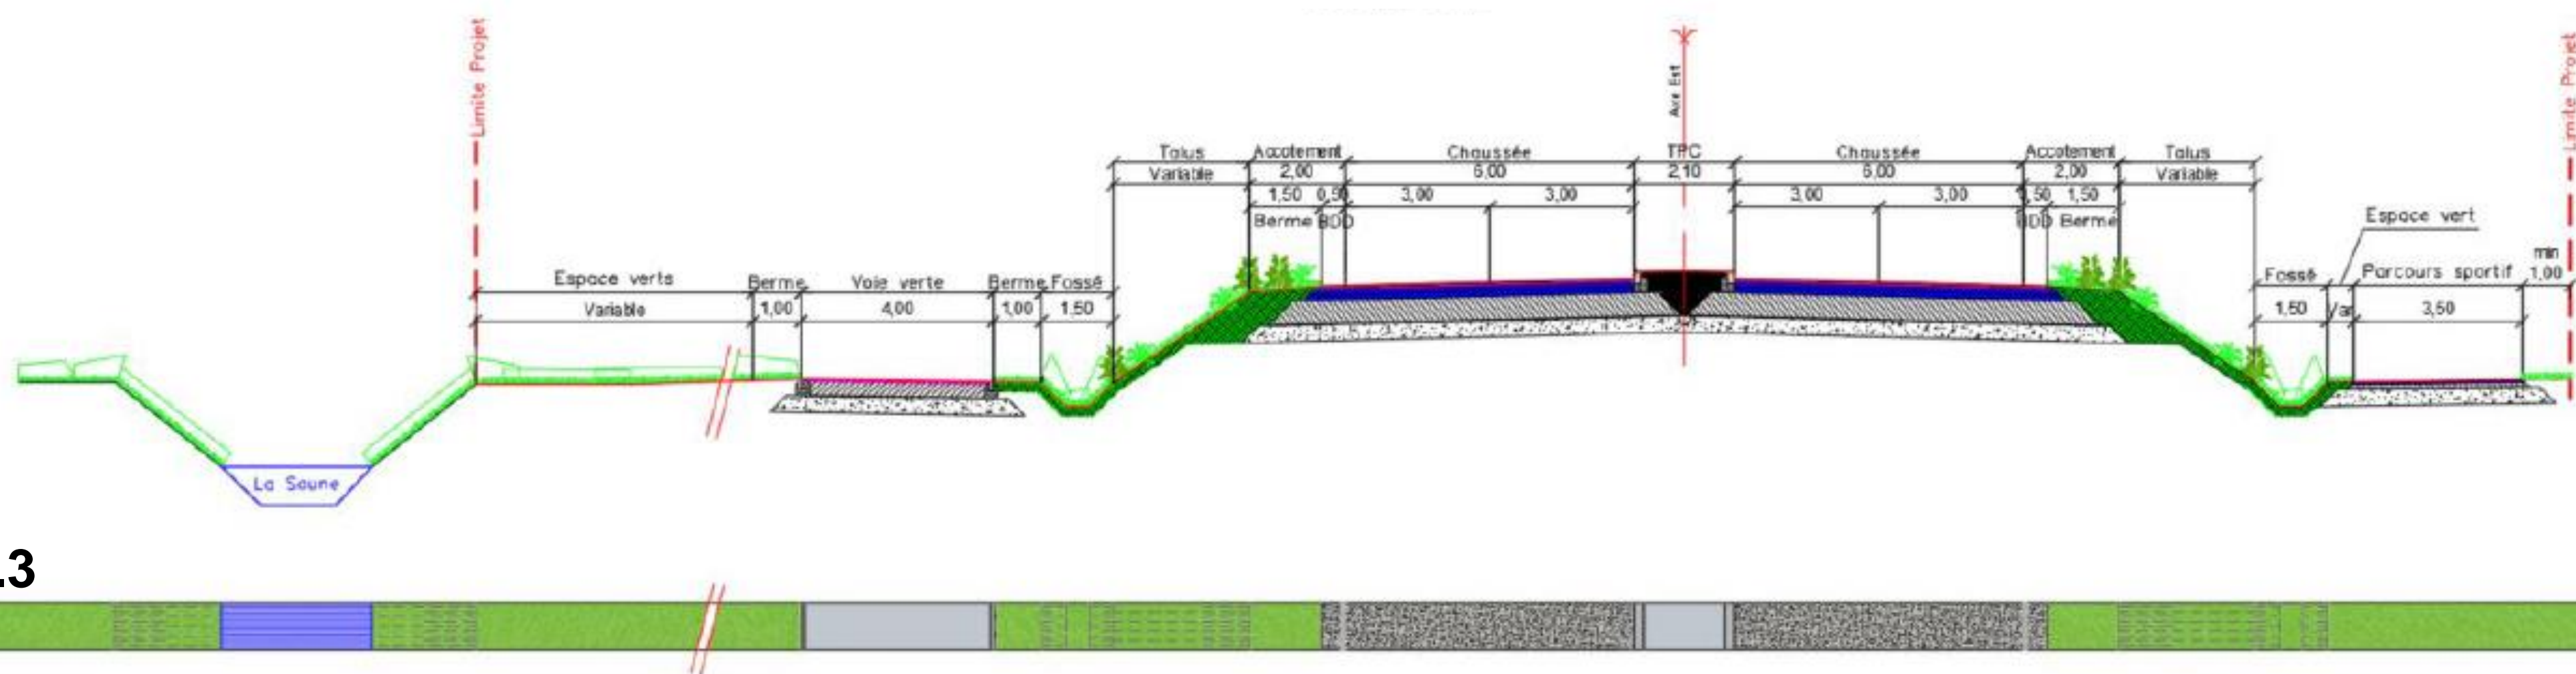 Limite Projet
Axe Est
Limite Projet
Talus
Accotement
Chaussée
TPC
Chaussée
Accotement
Talus
Variable
2,00
6,00
2,10
6,00
2,00
Variable
1,50
0,50
3,00
3,00
3,00
3,00
,50
1,50
Berme
BDD
BDD
Berme
Espace vert
Espace verts
Berme
Voie verte
Berme
Fossé
Fossé
Parcours sportif
min
1,00
Variable
1,00
4,00
1,00
1.50
1,50
Var
3,50
La Saune
.3